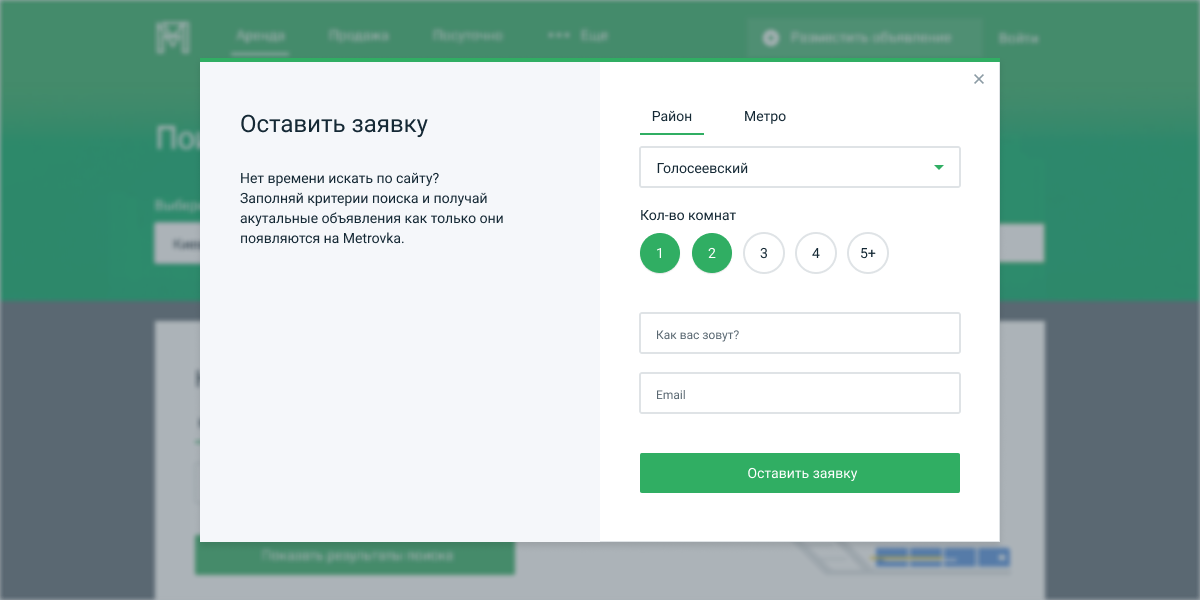 Аренда
Продажа
Посуточно
Еще
Разместить объявление
Войти
Оставить заявку
Нет времени искать по сайту?
Заполняй критерии поиска и получай
акутальные объявления как только они
появляются на Metrovka.
Район
Метро
Голосеевский
Кол-во комнат
1 2 3 4 5+
Как вас зовут?
Email
Оставить заявку
Показать результаты поиска